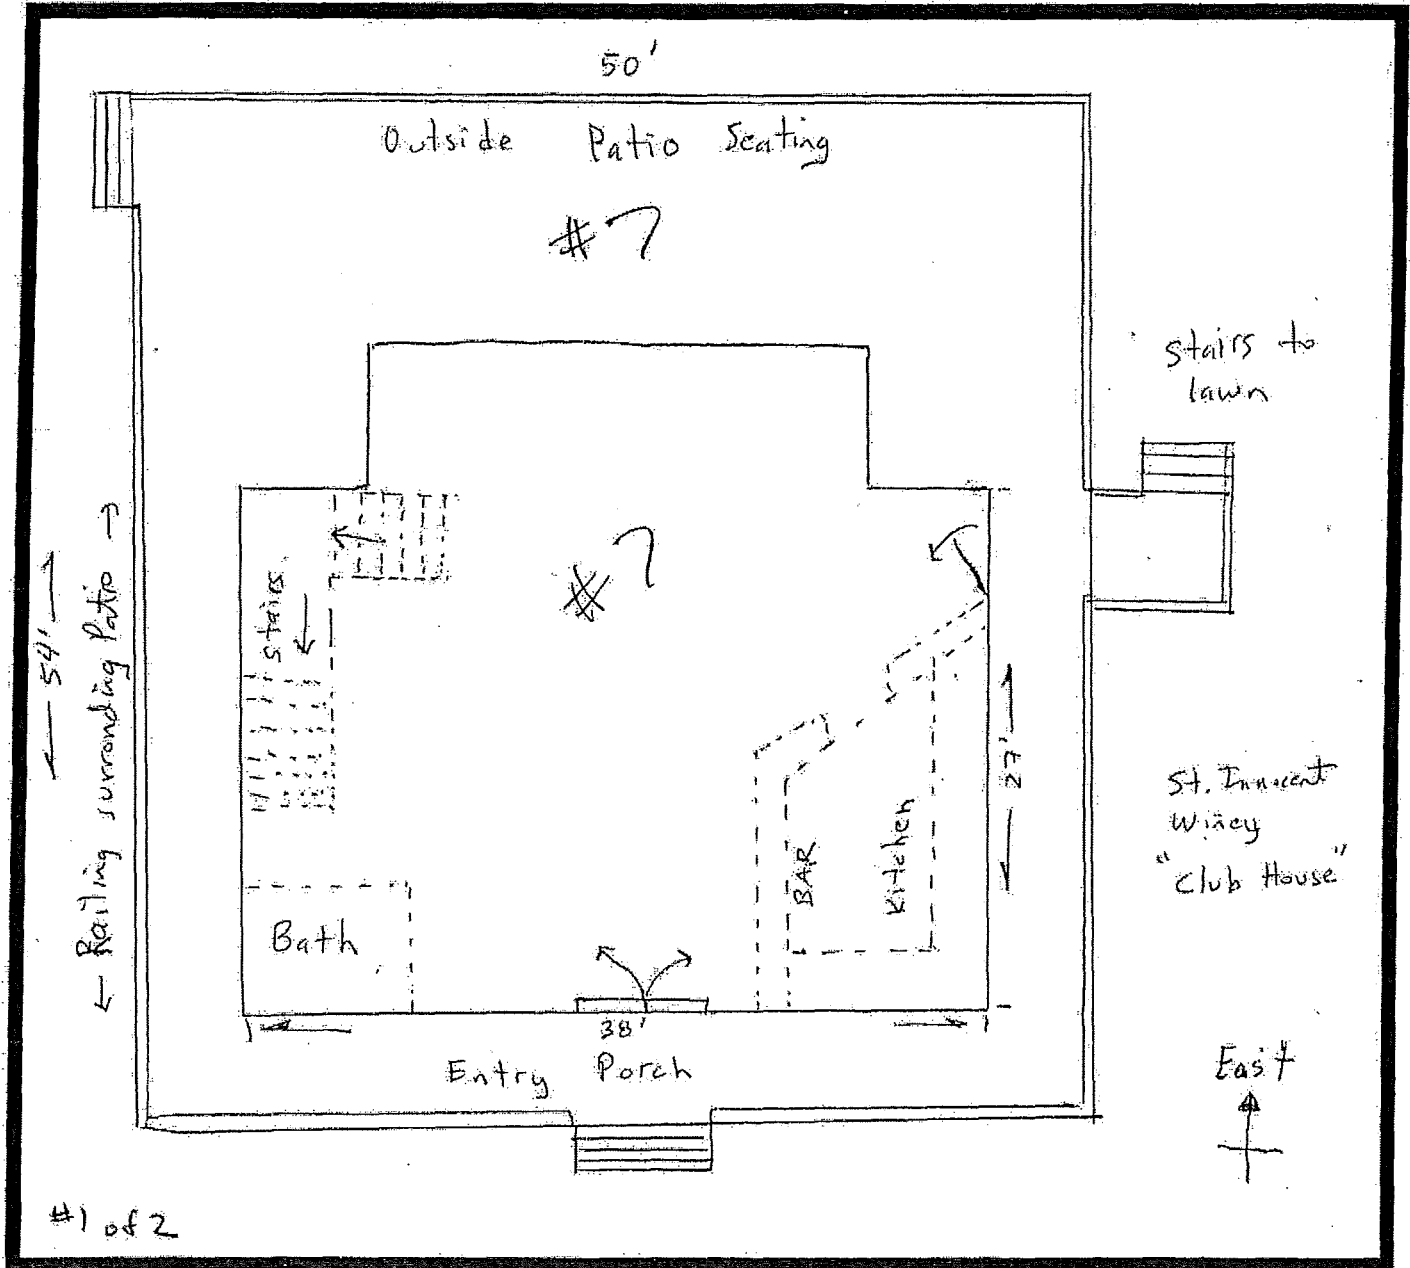 50'
Outside Patio Seating
#7
Stairs to
lawn
#7
stairs
← 54' →
← Railing surronding Patio →
27'
BAR
Kitchen
St. Innocent
Winey
"Club House"
Bath
38'
Entry Porch
East
#1 of 2